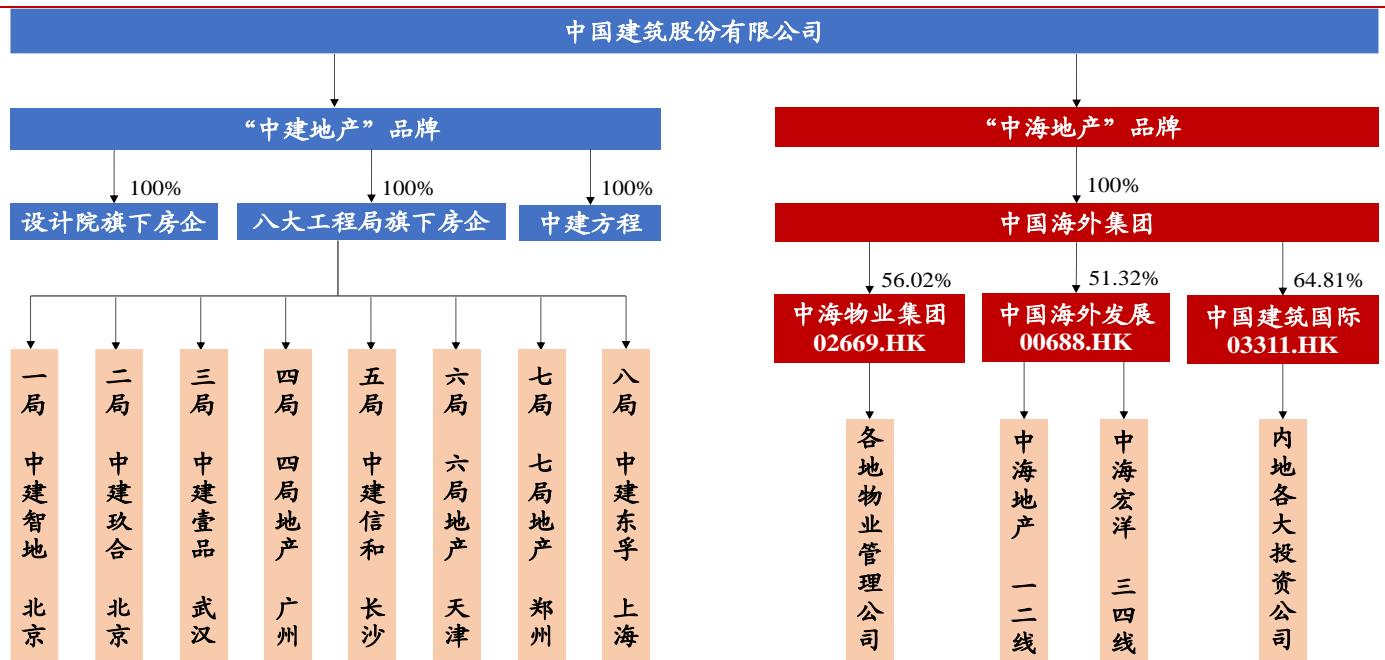 中国建筑股份有限公司
“中建地产”品牌
“中海地产”品牌
100%
100%
100%
100%
设计院旗下房企
八大工程局旗下房企
中建方程
中国海外集团
56.02%
51.32%
64.81%
中海物业集团
02669.HK
中国海外发展
00688.HK
中国建筑国际
03311.HK
一局 中建智地 北京
二局 中建玖合 北京
三局 中建壹品 武汉
四局 四局地产 广州
五局 中建信和 长沙
六局 六局地产 天津
七局 七局地产 郑州
八局 中建东孚 上海
各地物业管理公司
中海地产 一二线
中海宏洋 三四线
内地各大投资公司